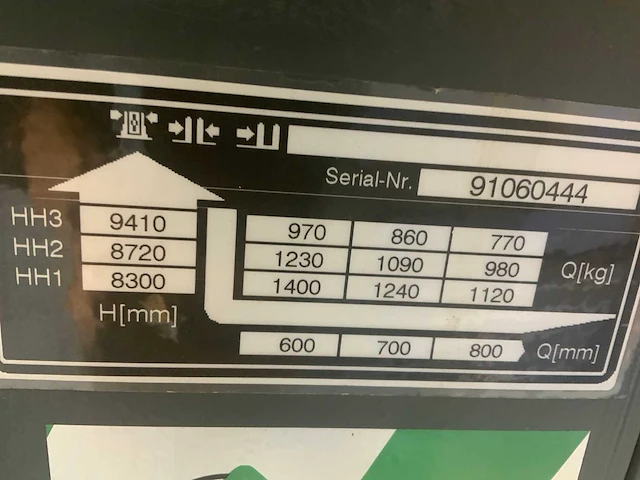 Serial-Nr. 91060444
HH3 9410 970 860 770
HH2 8720 1230 1090 980 Q[kg]
HH1 8300 1400 1240 1120
H[mm]
600 700 800 Q[mm]